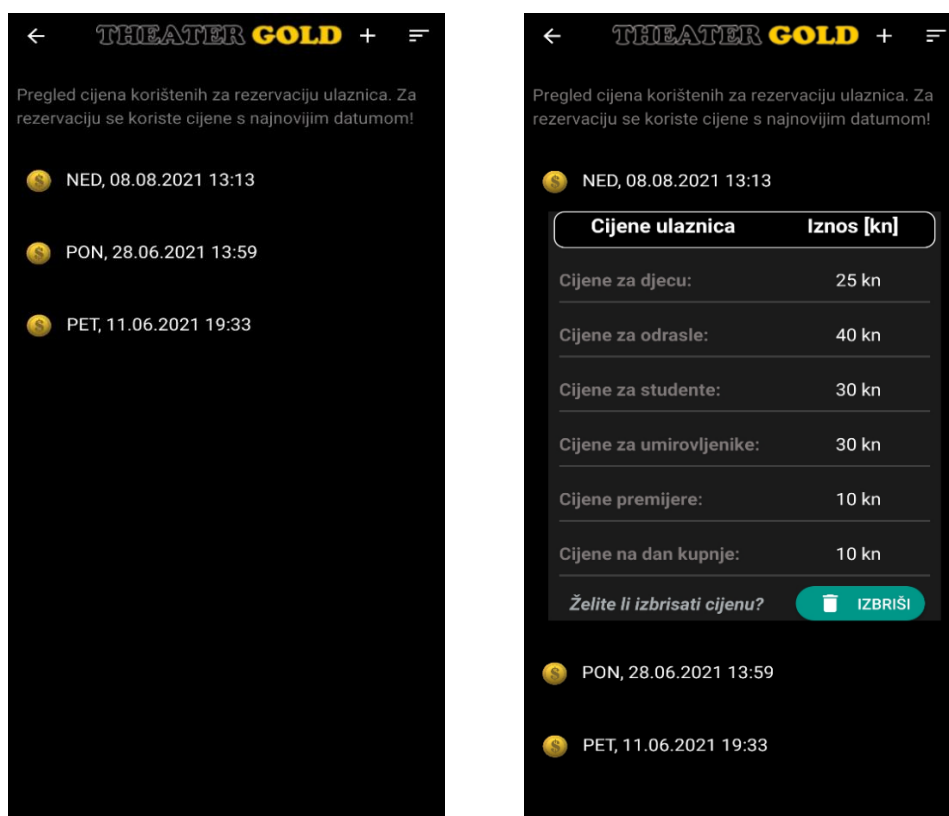 THEATER GOLD
Pregled cijena korištenih za rezervaciju ulaznica. Za
rezervaciju se koriste cijene s najnovijim datumom!
NED, 08.08.2021 13:13
PON, 28.06.2021 13:59
PET, 11.06.2021 19:33
THEATER GOLD
Pregled cijena korištenih za rezervaciju ulaznica. Za
rezervaciju se koriste cijene s najnovijim datumom!
NED, 08.08.2021 13:13
Cijene ulaznica Iznos [kn]
Cijene za djecu: 25 kn
Cijene za odrasle: 40 kn
Cijene za studente: 30 kn
Cijene za umirovljenike: 30 kn
Cijene premijere: 10 kn
Cijene na dan kupnje: 10 kn
Želite li izbrisati cijenu? IZBRIŠI
PON, 28.06.2021 13:59
PET, 11.06.2021 19:33